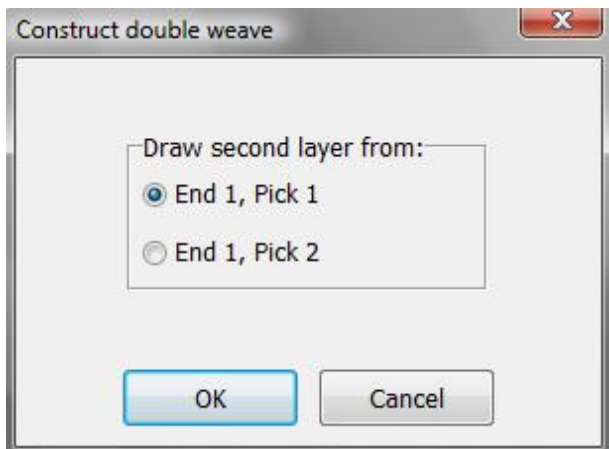 Construct double weave
Draw second layer from:
End 1, Pick 1
End 1, Pick 2
OK Cancel